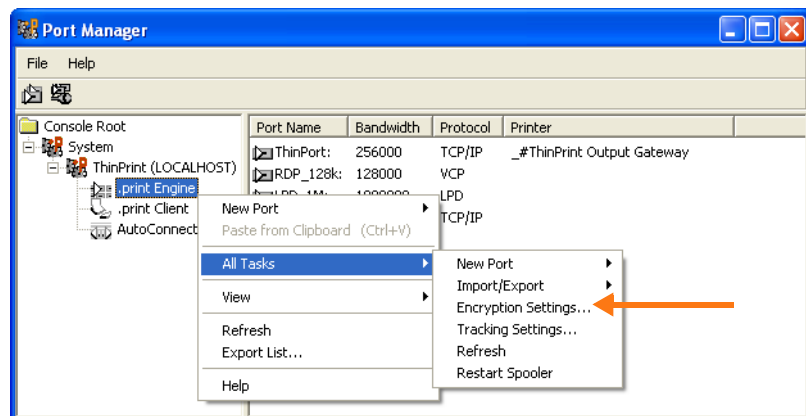 Port Manager
File Help
Console Root
System
ThinPrint (LOCALHOST)
.print Engine
.print Client
AutoConnect
Port Name Bandwidth Protocol Printer
ThinPort: 256000 TCP/IP _#ThinPrint Output Gateway
RDP_128k: 128000 VCP
LPD
TCP/IP
New Port
Paste from Clipboard (Ctrl+V)
All Tasks
View
Refresh
Export List...
Help
New Port
Import/Export
Encryption Settings...
Tracking Settings...
Refresh
Restart Spooler